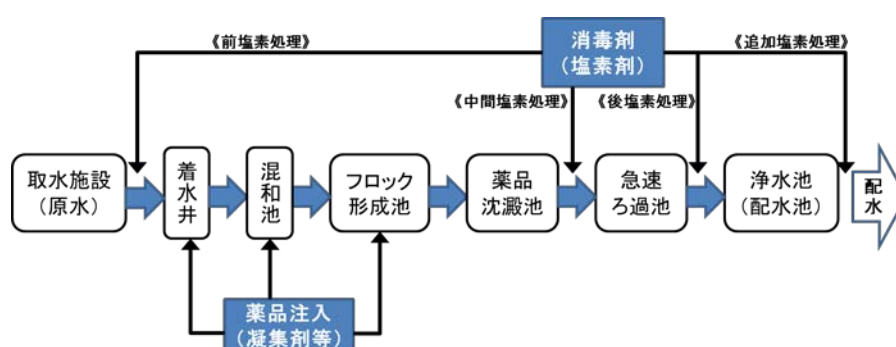 消毒剤
（塩素剤）
《前塩素処理》
《追加塩素処理》
《中間塩素処理》
《後塩素処理》
取水施設
（原水）
着水井
混和池
フロック
形成池
薬品
沈澱池
急速
ろ過池
浄水池
（配水池）
配水
薬品注入
（凝集剤等）